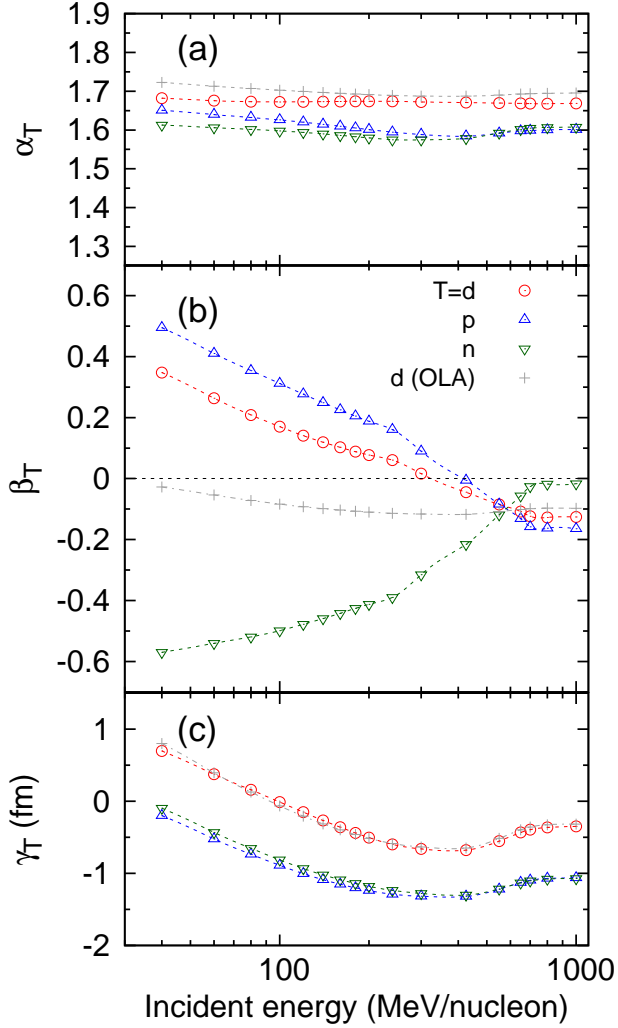 1.9
(a)
1.8
1.7
1.6
1.5
1.4
1.3
α_T
0.6
(b)
T=d
p
n
d (OLA)
0.4
0.2
0
-0.2
-0.4
-0.6
β_T
1
(c)
0
-1
-2
γ_T (fm)
100
1000
Incident energy (MeV/nucleon)